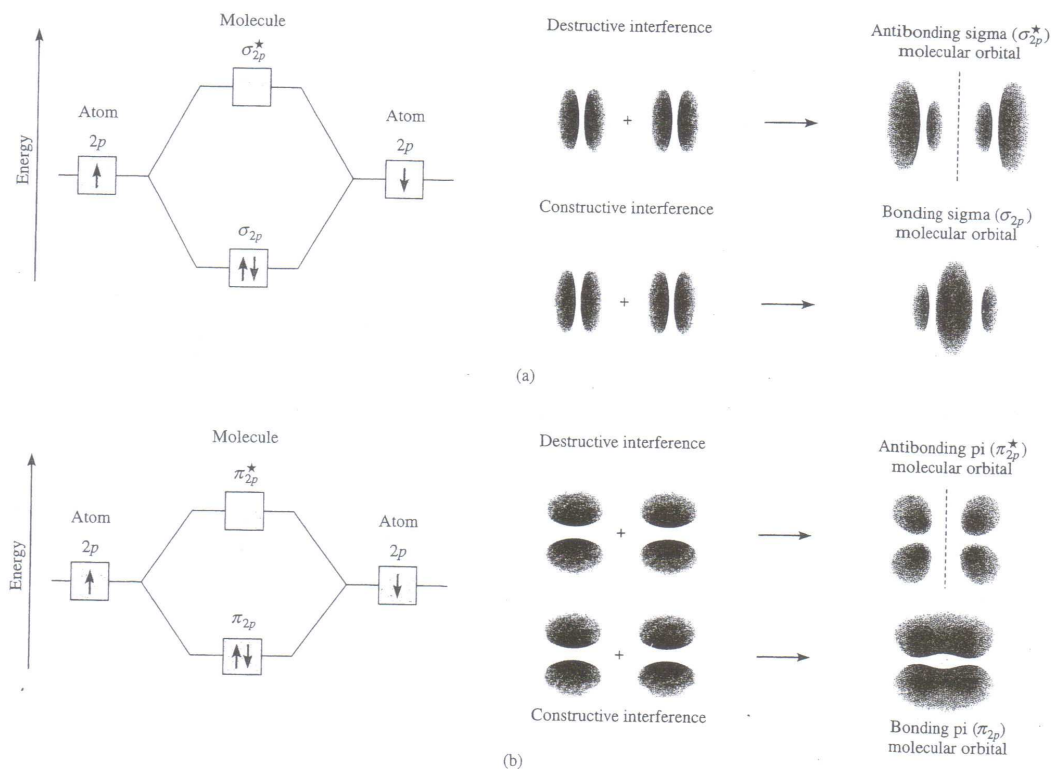 Molecule
σ★2p
Atom
2p
Atom
2p
Energy
σ2p
Destructive interference
Antibonding sigma (σ★2p)
molecular orbital
+
Constructive interference
Bonding sigma (σ2p)
molecular orbital
+
(a)
Molecule
π★2p
Atom
2p
Atom
2p
Energy
π2p
Destructive interference
Antibonding pi (π★2p)
molecular orbital
+
+
Constructive interference
Bonding pi (π2p)
molecular orbital
(b)